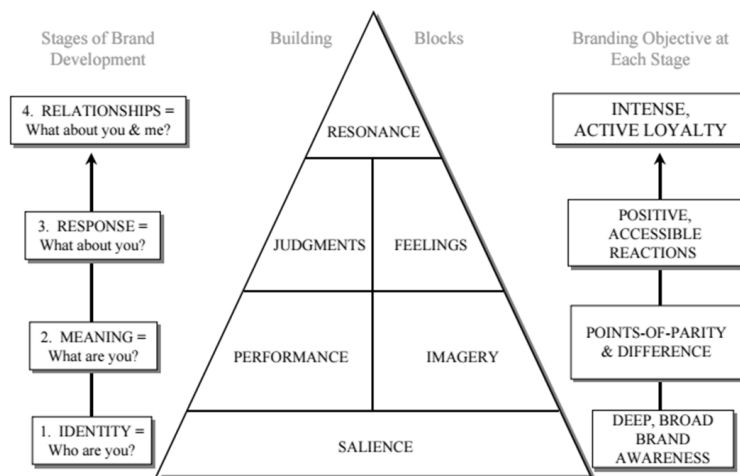 Stages of Brand
Development
Building
Blocks
Branding Objective at
Each Stage
4. RELATIONSHIPS =
What about you & me?
RESONANCE
INTENSE,
ACTIVE LOYALTY
3. RESPONSE =
What about you?
JUDGMENTS
FEELINGS
POSITIVE,
ACCESSIBLE
REACTIONS
2. MEANING =
What are you?
PERFORMANCE
IMAGERY
POINTS-OF-PARITY
& DIFFERENCE
1. IDENTITY =
Who are you?
SALIENCE
DEEP, BROAD
BRAND
AWARENESS